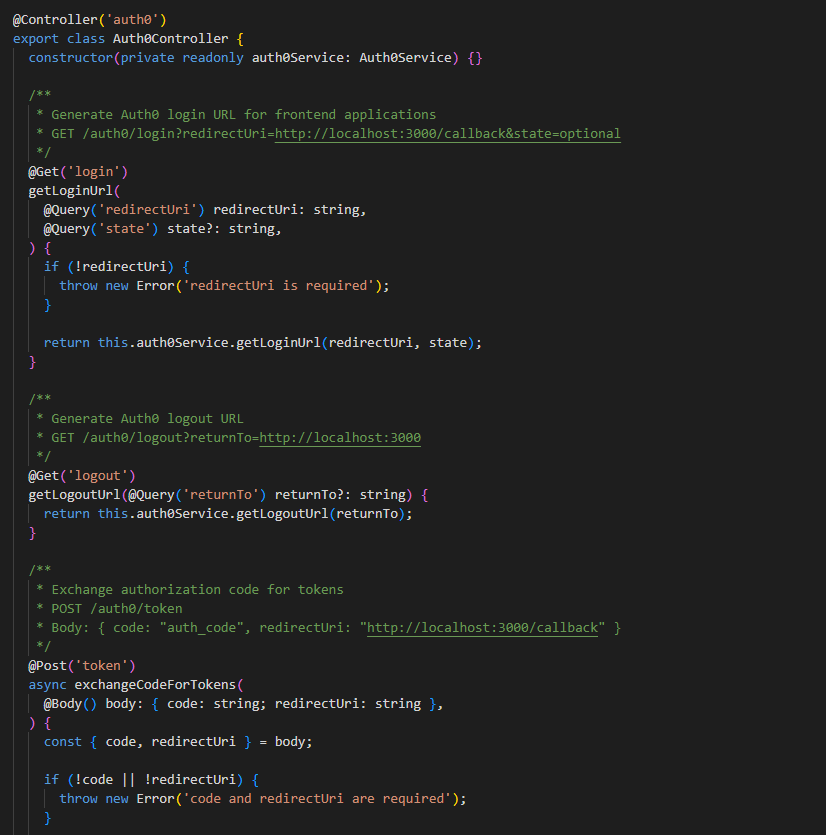 @Controller('auth0')
export class Auth0Controller {
constructor(private readonly auth0Service: Auth0Service) {}
/**
* Generate Auth0 login URL for frontend applications
* GET /auth0/login?redirectUri=http://localhost:3000/callback&state=optional
*/
@Get('login')
getLoginUrl(
@Query('redirectUri') redirectUri: string,
@Query('state') state?: string,
) {
if (!redirectUri) {
throw new Error('redirectUri is required');
}
return this.auth0Service.getLoginUrl(redirectUri, state);
}
/**
* Generate Auth0 logout URL
* GET /auth0/logout?returnTo=http://localhost:3000
*/
@Get('logout')
getLogoutUrl(@Query('returnTo') returnTo?: string) {
return this.auth0Service.getLogoutUrl(returnTo);
}
/**
* Exchange authorization code for tokens
* POST /auth0/token
* Body: { code: "auth_code", redirectUri: "http://localhost:3000/callback" }
*/
@Post('token')
async exchangeCodeForTokens(
@Body() body: { code: string; redirectUri: string },
) {
const { code, redirectUri } = body;
if (!code || !redirectUri) {
throw new Error('code and redirectUri are required');
}